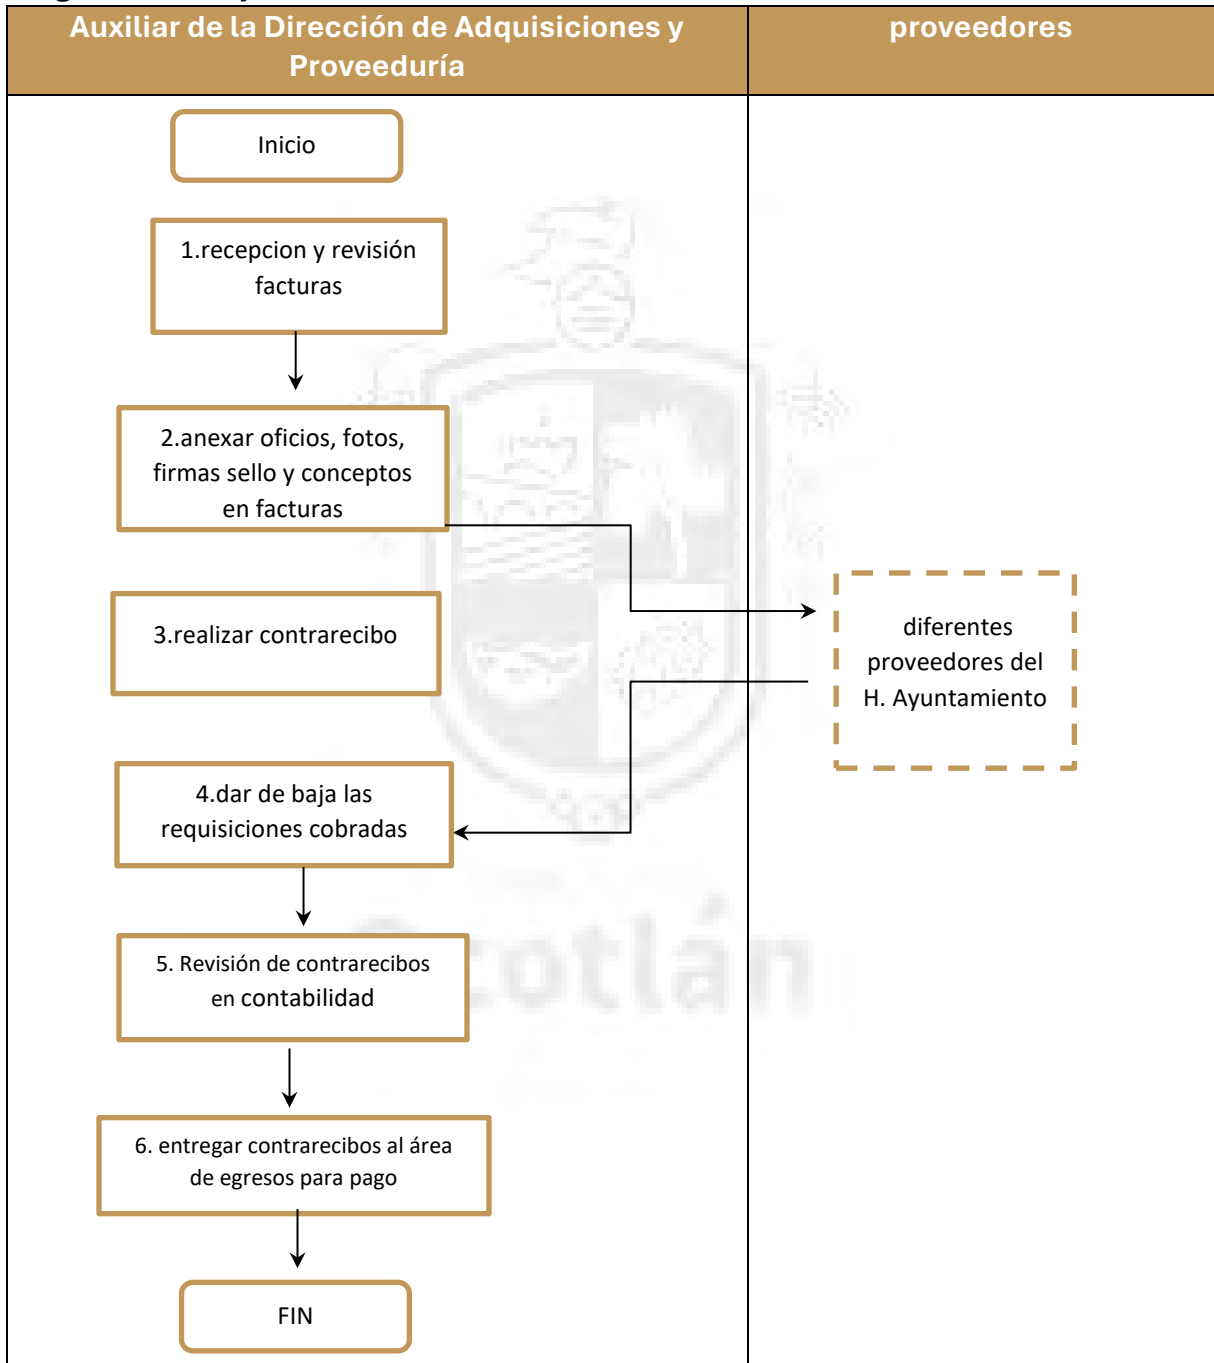 Auxiliar de la Dirección de Adquisiciones y
Proveeduría
proveedores
Inicio
1.recepcion y revisión
facturas
2.anexar oficios, fotos,
firmas sello y conceptos
en facturas
3.realizar contrarecibo
diferentes
proveedores del
H. Ayuntamiento
4.dar de baja las
requisiciones cobradas
5. Revisión de contrarecibos
en contabilidad
6. entregar contrarecibos al área
de egresos para pago
FIN
Ocotlán